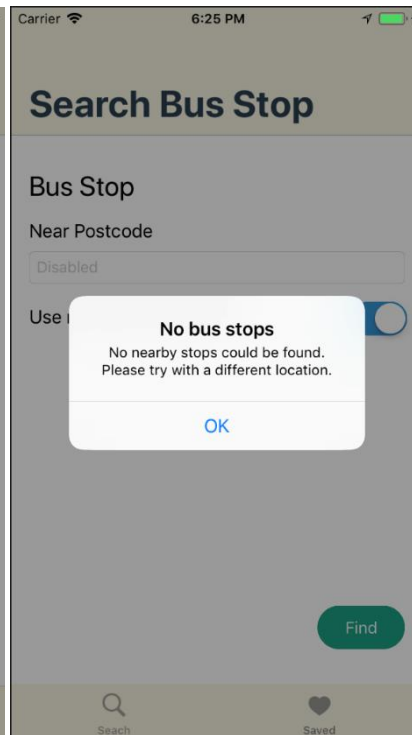 Carrier 6:25 PM
Search Bus Stop
Bus Stop
Near Postcode
Disabled
Use
No bus stops
No nearby stops could be found.
Please try with a different location.
OK
Find
Seach
Saved